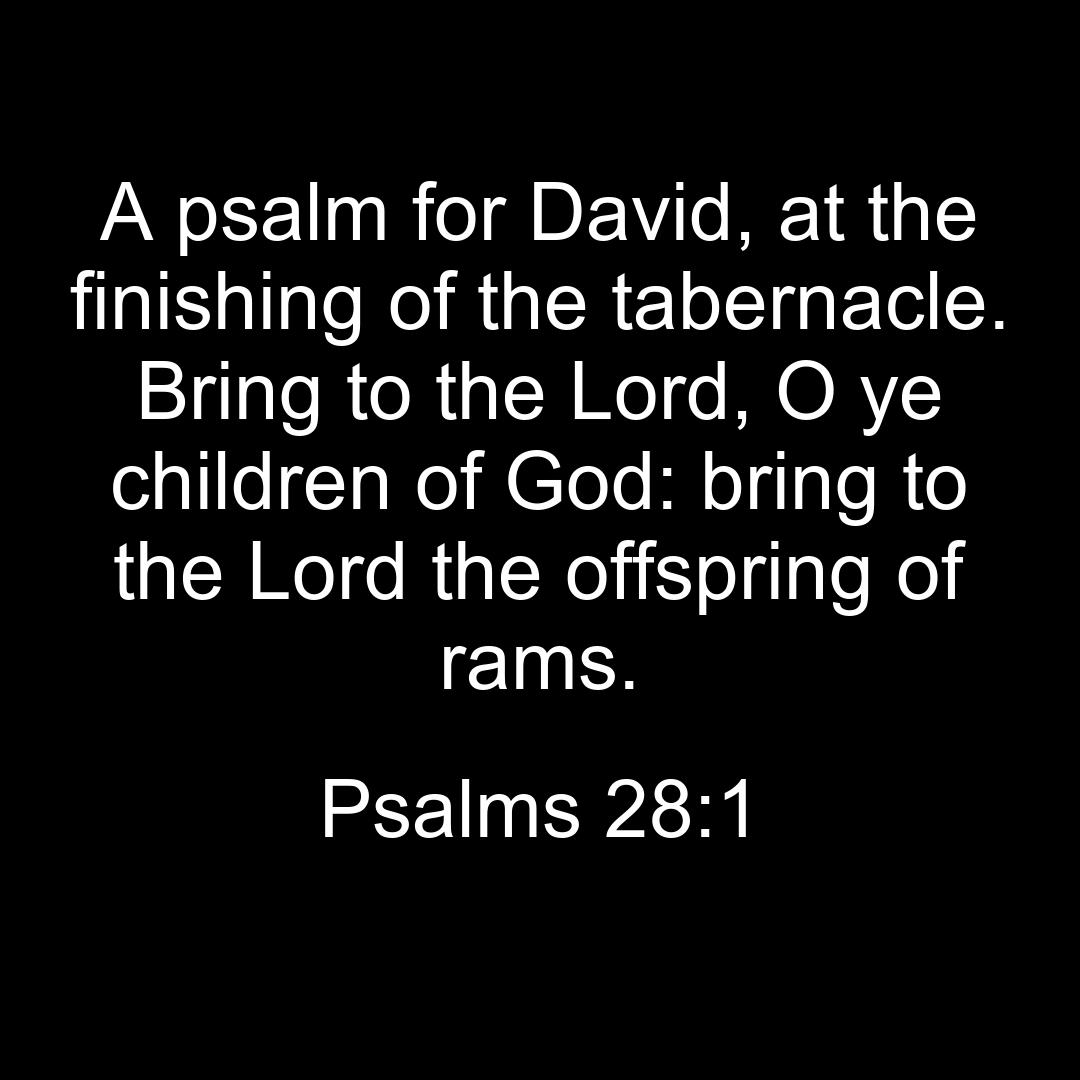 A psalm for David, at the
finishing of the tabernacle.
Bring to the Lord, O ye
children of God: bring to
the Lord the offspring of
rams.
Psalms 28:1